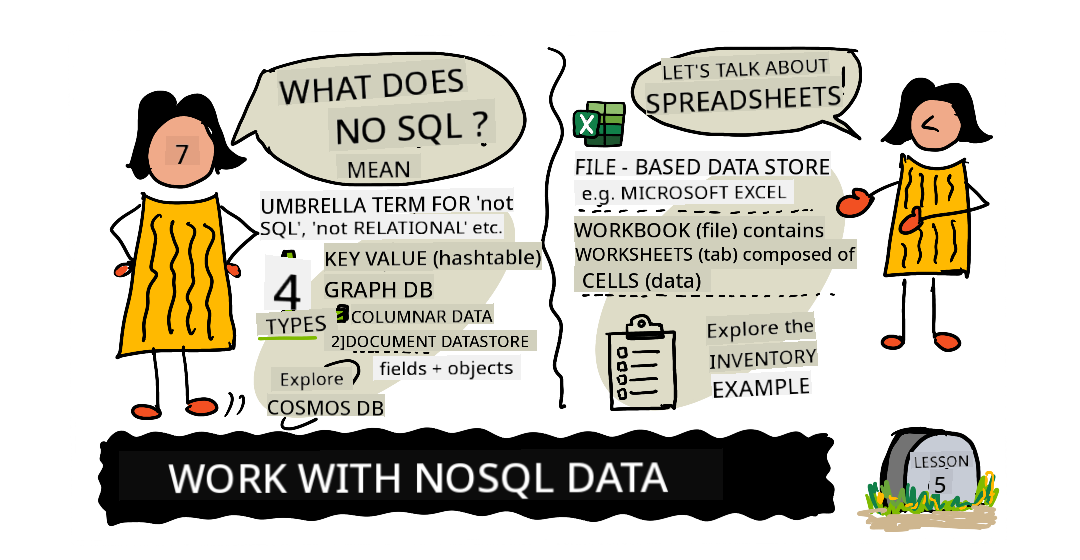 WHAT DOES
NO SQL ?
MEAN
7
UMBRELLA TERM FOR 'not
SQL', 'not RELATIONAL' etc.
4
TYPES
KEY VALUE (hashtable)
GRAPH DB
COLUMNAR DATA
2]DOCUMENT DATASTORE
fields + objects
Explore
COSMOS DB
LET'S TALK ABOUT
SPREADSHEETS!
X
FILE - BASED DATA STORE
e.g. MICROSOFT EXCEL
WORKBOOK (file) contains
WORKSHEETS (tab) composed of
CELLS (data)
Explore the
INVENTORY
EXAMPLE
WORK WITH NOSQL DATA
LESSON
5